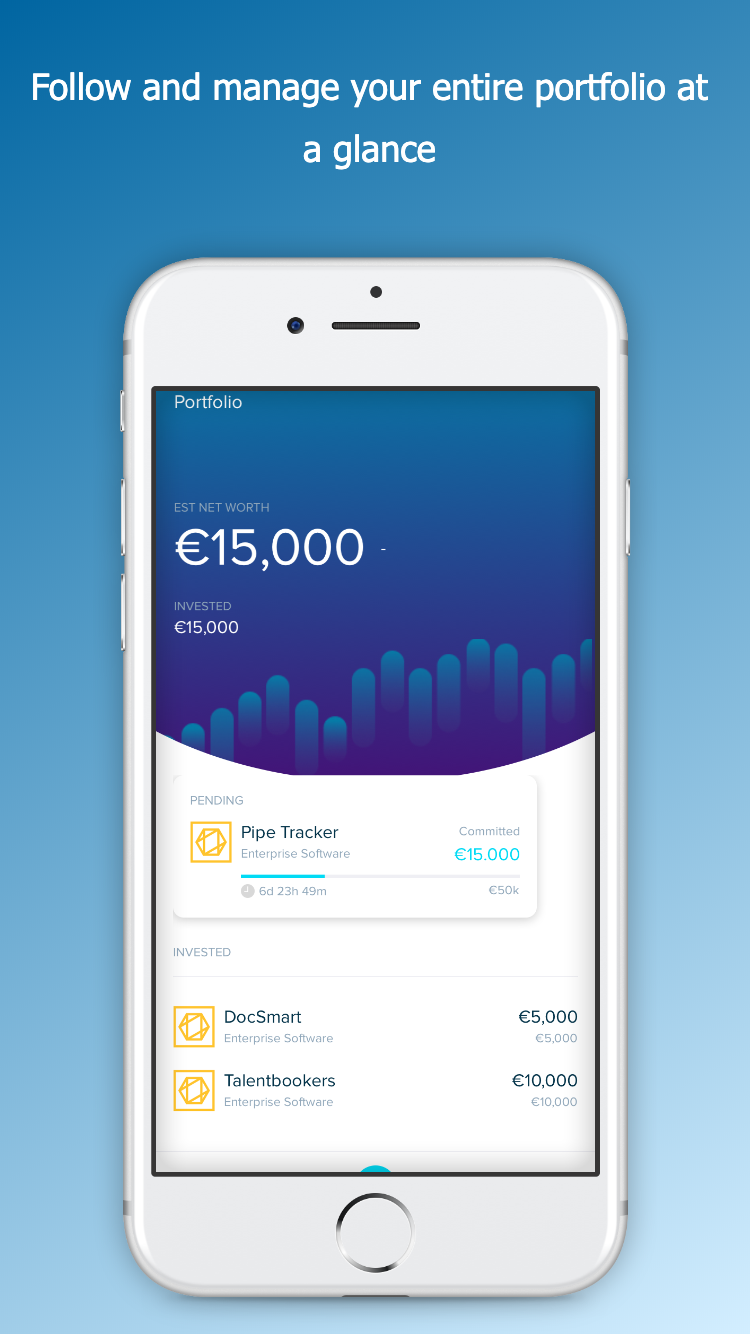 Follow and manage your entire portfolio at
a glance
Portfolio
EST NET WORTH
€15,000 -
INVESTED
€15,000
PENDING
Pipe Tracker
Committed
Enterprise Software
€15.000
6d 23h 49m
€50k
INVESTED
DocSmart
€5,000
Enterprise Software
€5,000
Talentbookers
€10,000
Enterprise Software
€10,000